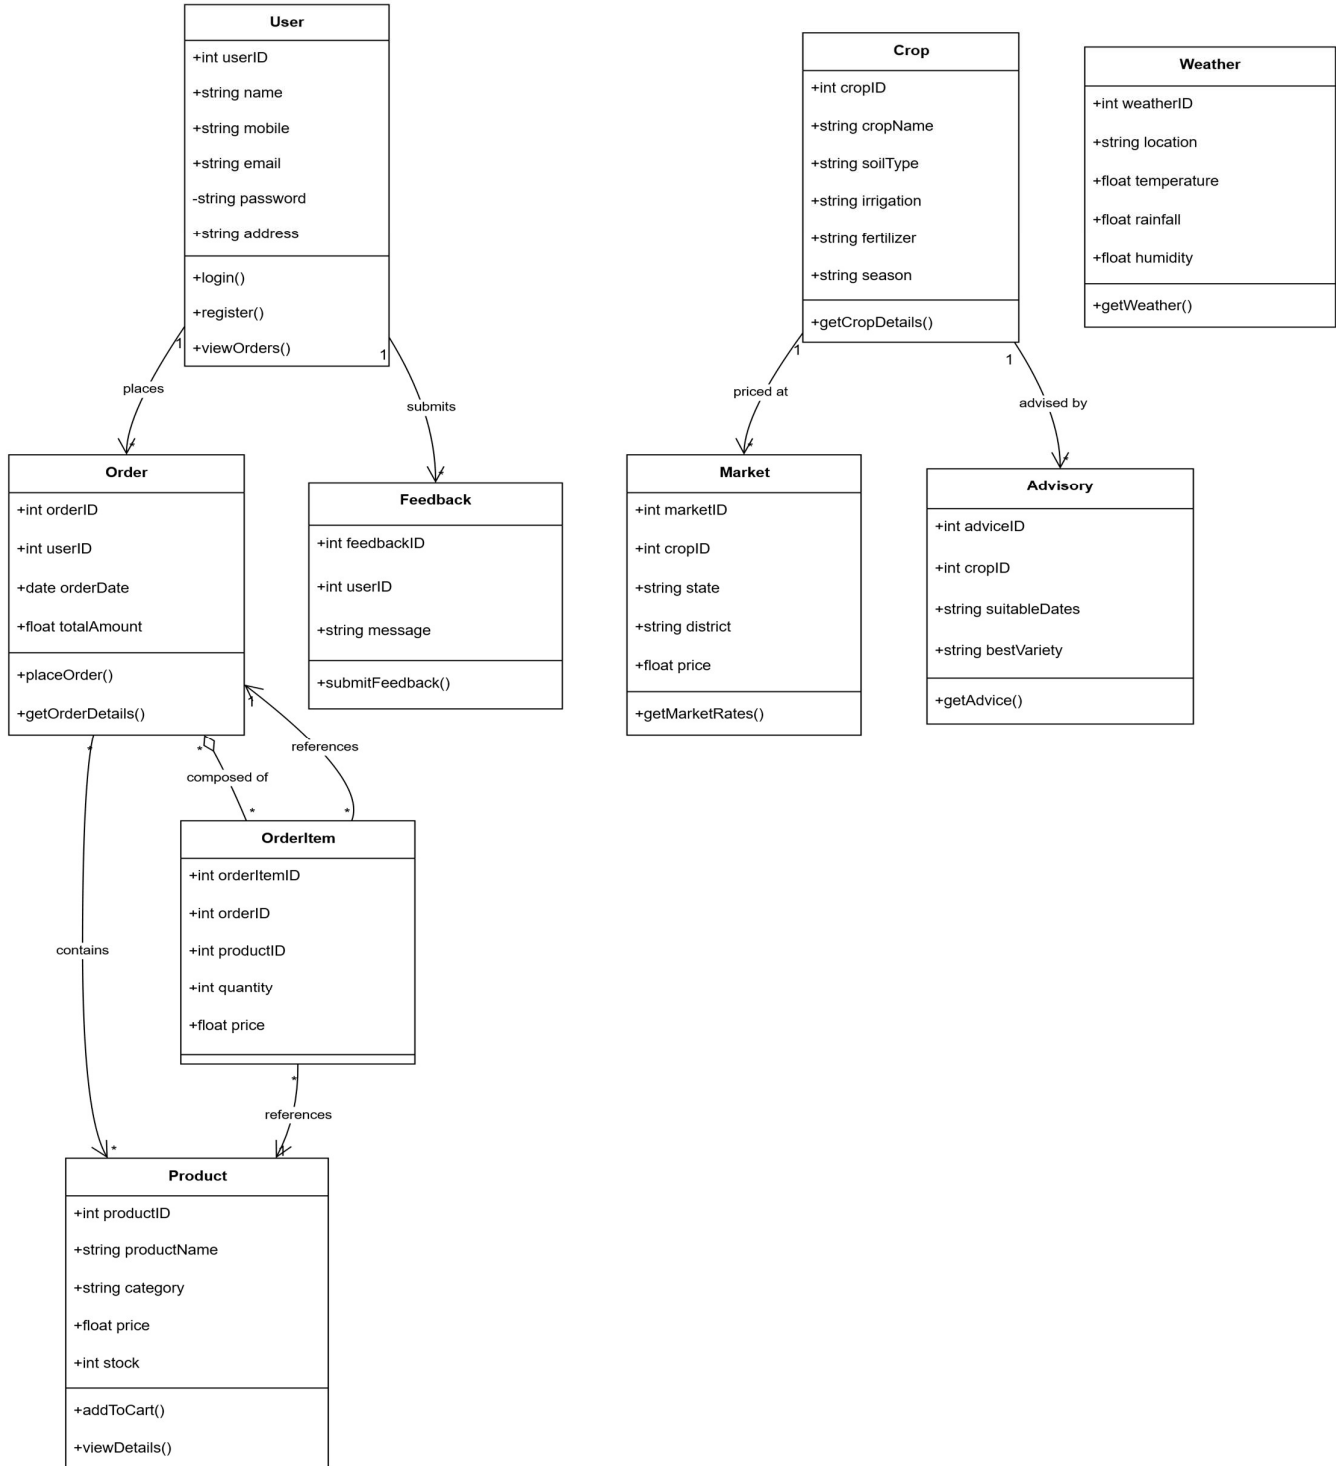 User
+int userID
+string name
+string mobile
+string email
-string password
+string address
+login()
+register()
+viewOrders()
1
1
places
submits
*
*
Order
+int orderID
+int userID
+date orderDate
+float totalAmount
+placeOrder()
+getOrderDetails()
Feedback
+int feedbackID
+int userID
+string message
+submitFeedback()
*
*
1
composed of
references
*
*
contains
OrderItem
+int orderItemID
+int orderID
+int productID
+int quantity
+float price
*
references
*
1
Product
+int productID
+string productName
+string category
+float price
+int stock
+addToCart()
+viewDetails()
Crop
+int cropID
+string cropName
+string soilType
+string irrigation
+string fertilizer
+string season
+getCropDetails()
1
1
priced at
advised by
*
*
Market
+int marketID
+int cropID
+string state
+string district
+float price
+getMarketRates()
Advisory
+int adviceID
+int cropID
+string suitableDates
+string bestVariety
+getAdvice()
Weather
+int weatherID
+string location
+float temperature
+float rainfall
+float humidity
+getWeather()